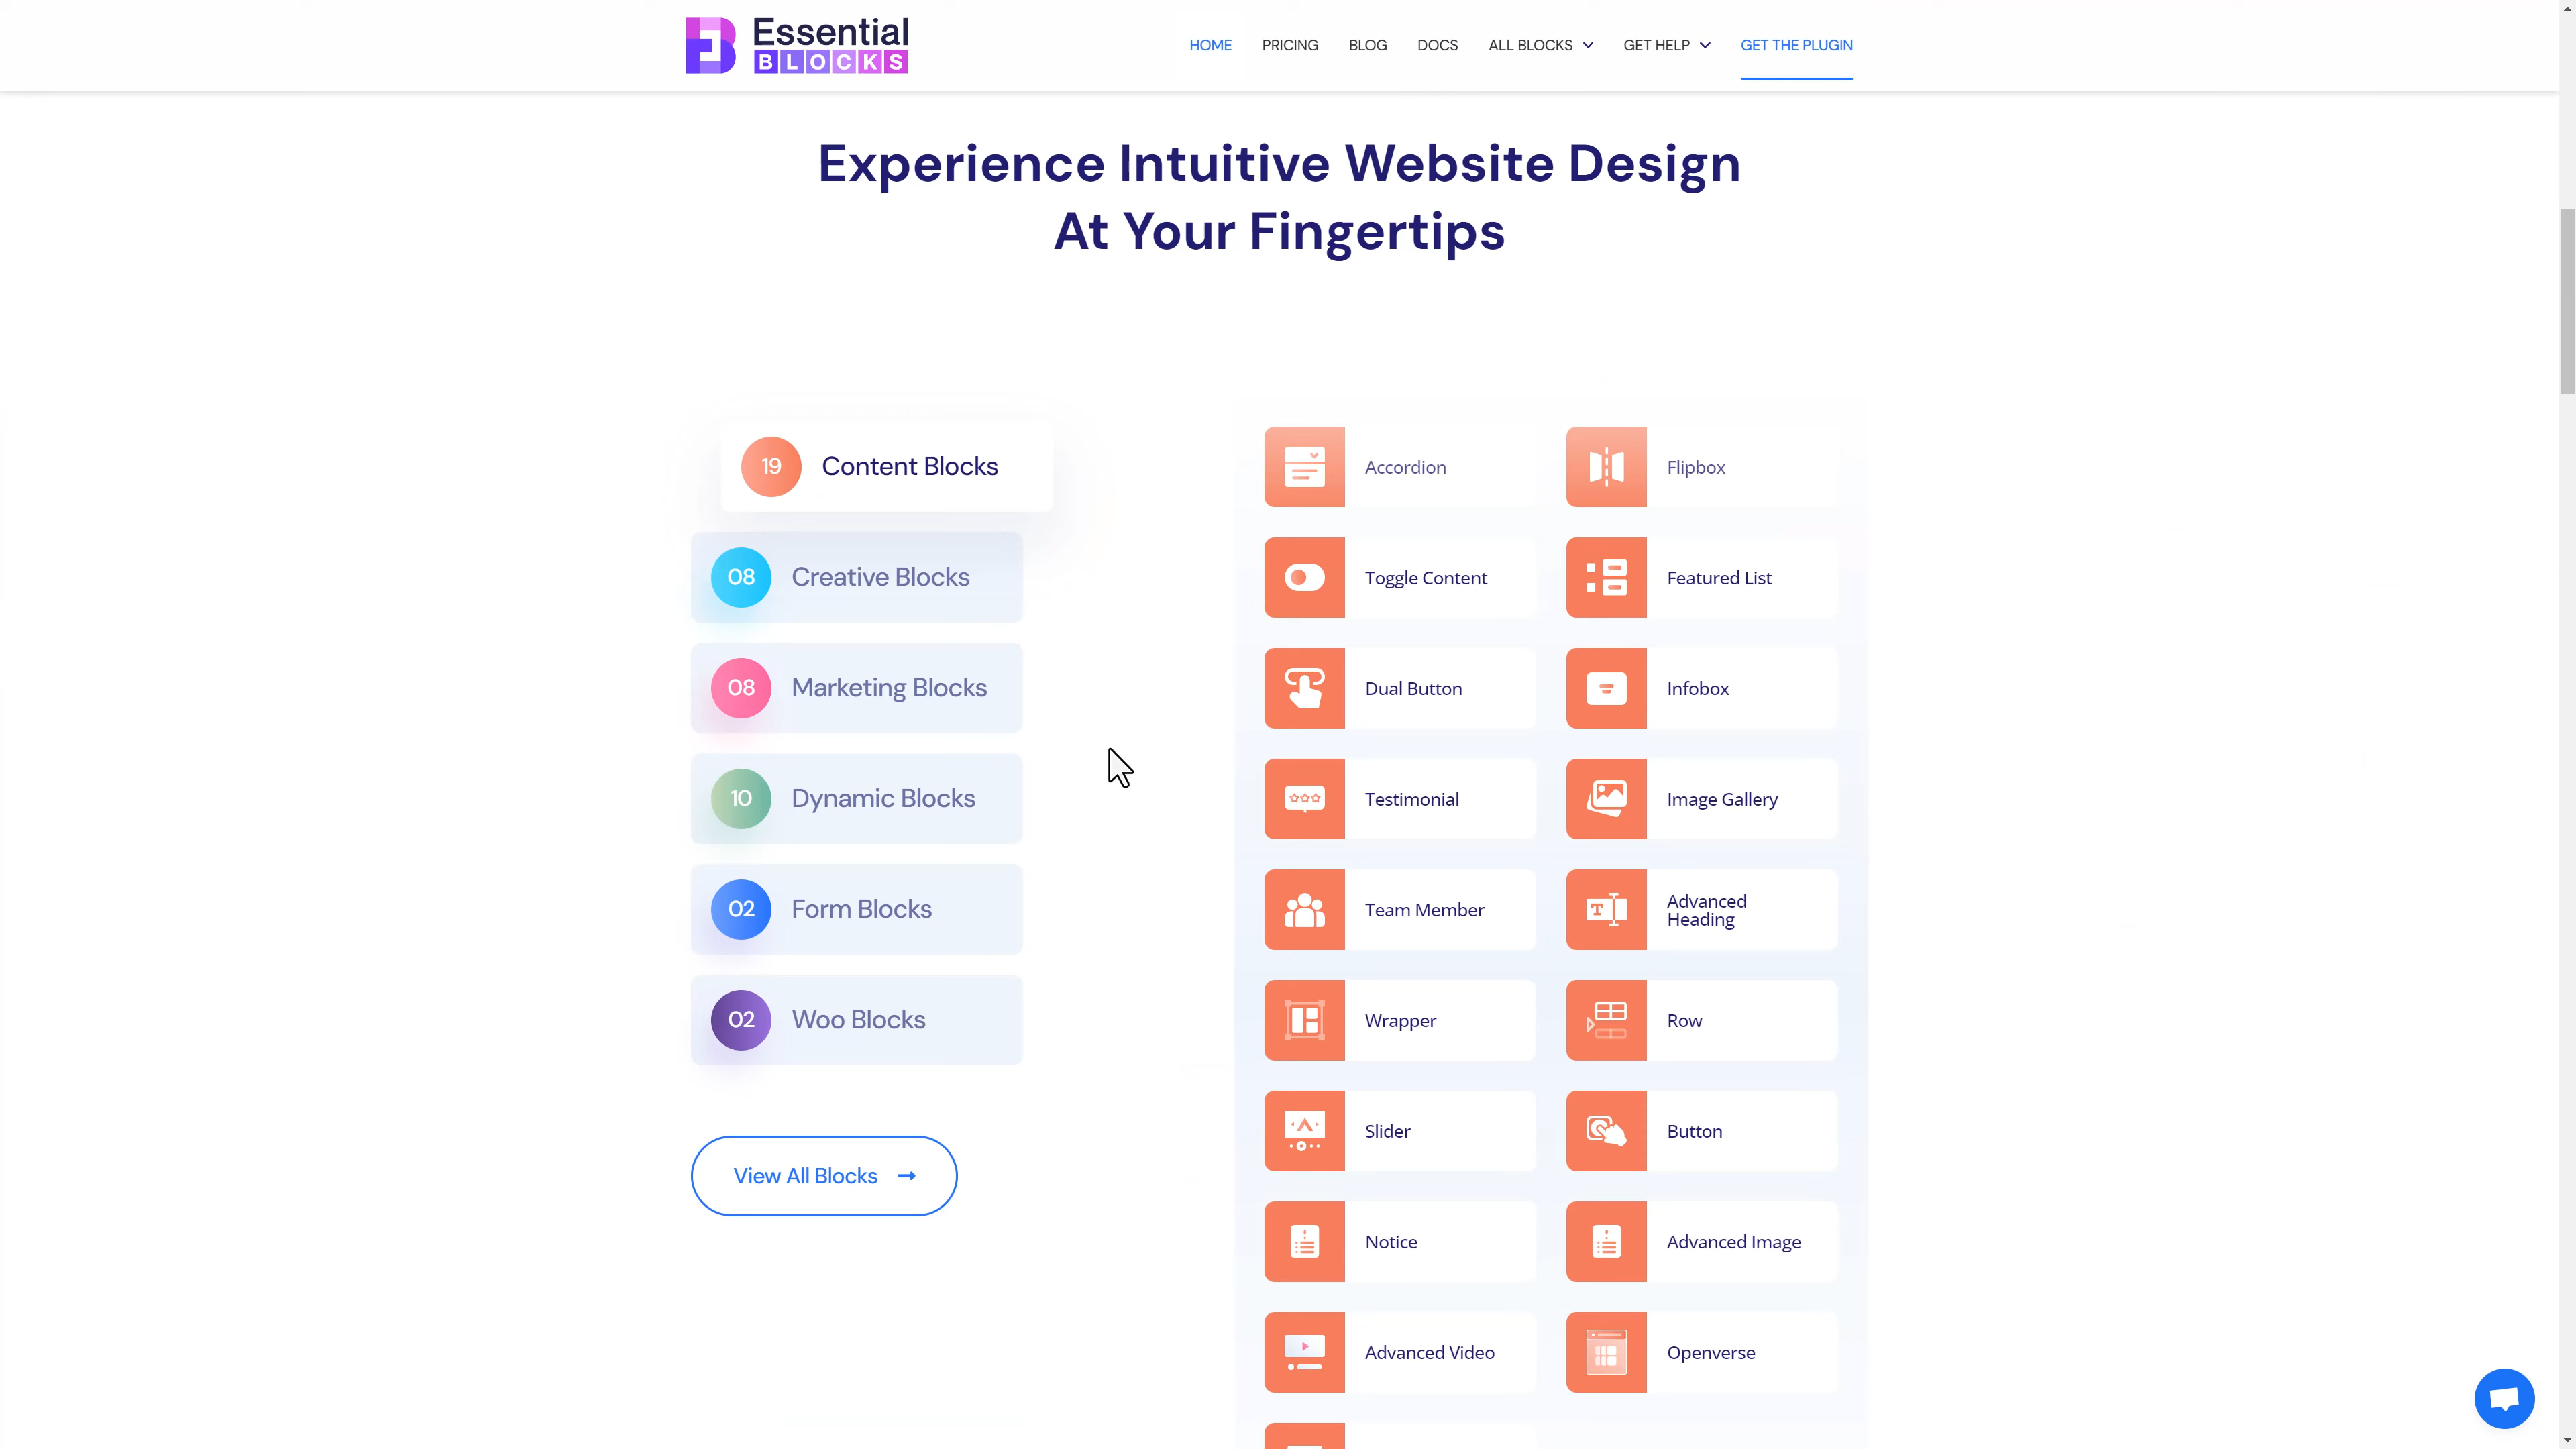 Essential
BLOCKS
HOME
PRICING
BLOG
DOCS
ALL BLOCKS
GET HELP
GET THE PLUGIN
Experience Intuitive Website Design
At Your Fingertips
19 Content Blocks
08 Creative Blocks
08 Marketing Blocks
10 Dynamic Blocks
02 Form Blocks
02 Woo Blocks
View All Blocks
Accordion
Flipbox
Toggle Content
Featured List
Dual Button
Infobox
Testimonial
Image Gallery
Team Member
Advanced
Heading
Wrapper
Row
Slider
Button
Notice
Advanced Image
Advanced Video
Openverse